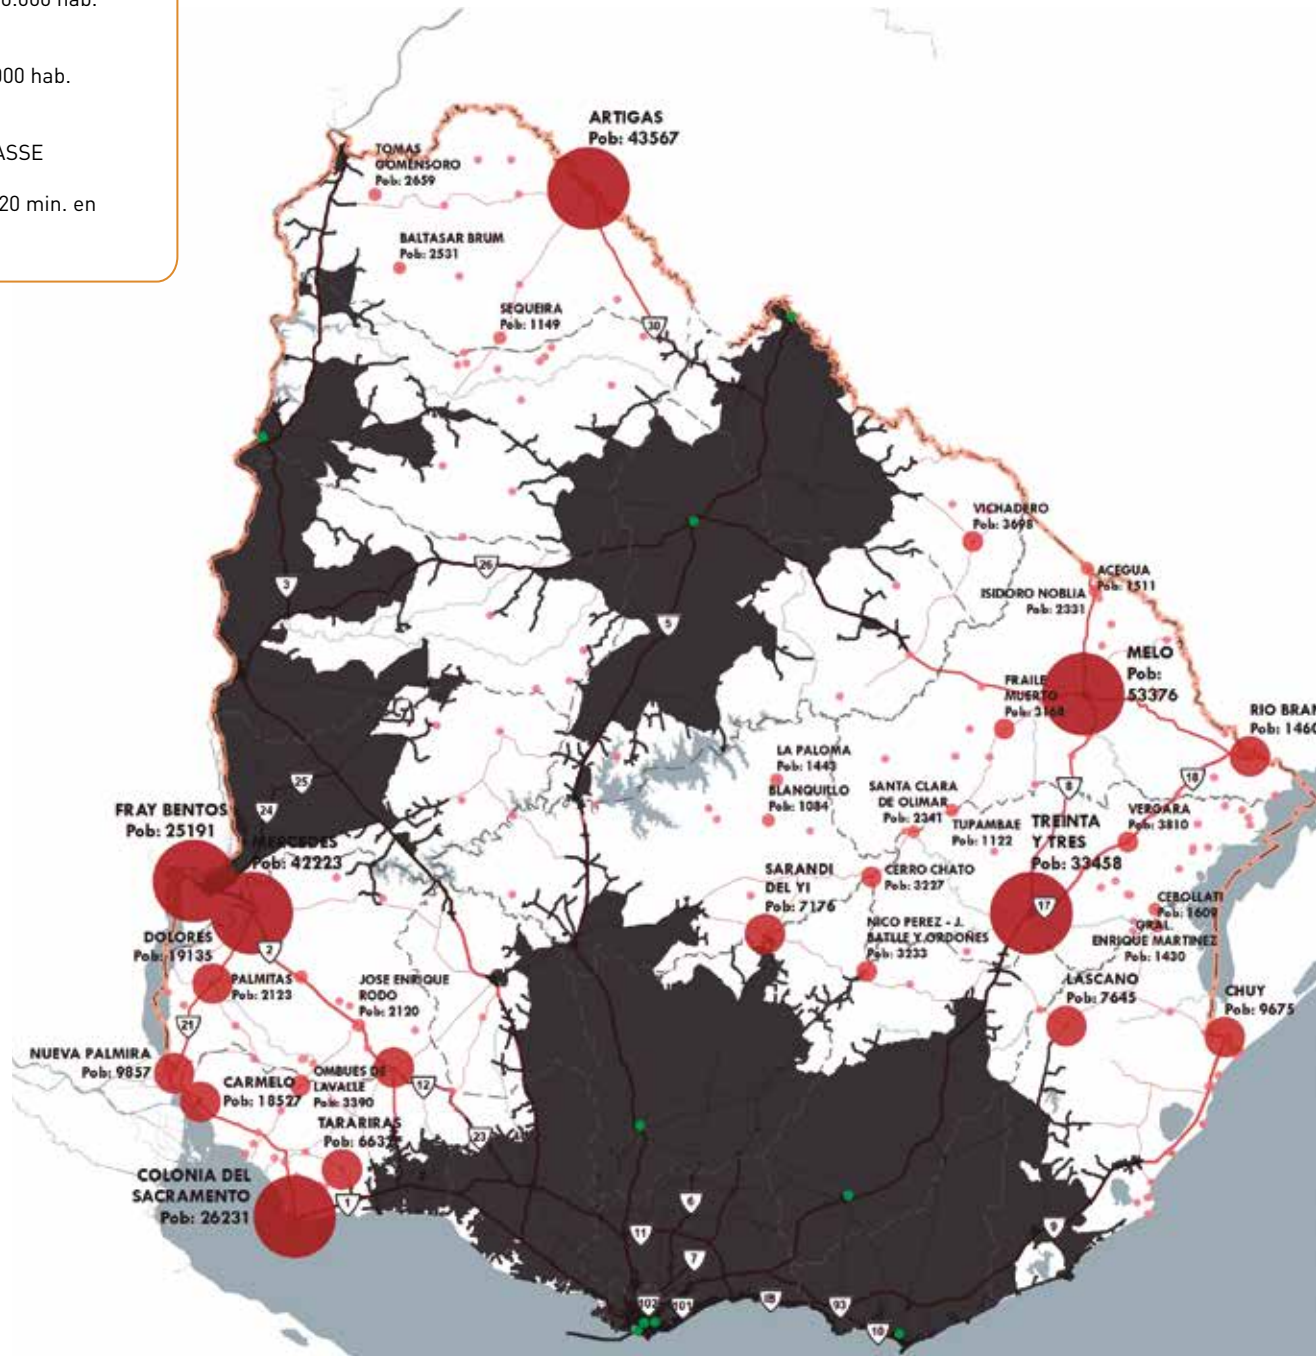 000 hab.
ASSE
20 min. en
ARTIGAS
Pob: 43567
TOMAS
GOMENSORO
Pob: 2659
BALTASAR BRUM
Pob: 2531
SEQUEIRA
Pob: 1149
30
VICHADERO
Pob: 3698
26
3
5
ACEGUA
Pob: 1511
ISIDORO NOBLIA
Pob: 2331
MELO
Pob:
53376
FRAILE
MUERTO
Pob: 3168
RIO BRAN
Pob: 1460
LA PALOMA
Pob: 1443
BLANQUILLO
Pob: 1084
SANTA CLARA
DE OLIMAR
Pob: 2341
TUPAMBAE
Pob: 1122
8
18
VERGARA
Pob: 3810
TREINTA
Y TRES
Pob: 33458
17
25
24
FRAY BENTOS
Pob: 25191
MERCEDES
Pob: 42223
SARANDI
DEL YI
Pob: 7176
CERRO CHATO
Pob: 3227
CEBOLLATI
Pob: 1609
GRAL.
ENRIQUE MARTINEZ
Pob: 1430
NICO PEREZ - J.
BATLLE Y ORDOÑES
Pob: 3233
DOLORES
Pob: 19135
2
PALMITAS
Pob: 2123
JOSE ENRIQUE
RODO
Pob: 2120
LASCANO
Pob: 7645
CHUY
Pob: 9675
21
NUEVA PALMIRA
Pob: 9857
CARMELO
Pob: 18527
OMBUES DE
LAVALLE
Pob: 3390
12
TARARIRAS
Pob: 6632
23
COLONIA DEL
SACRAMENTO
Pob: 26231
1
6
11
7
9
102
101
IB
93
10